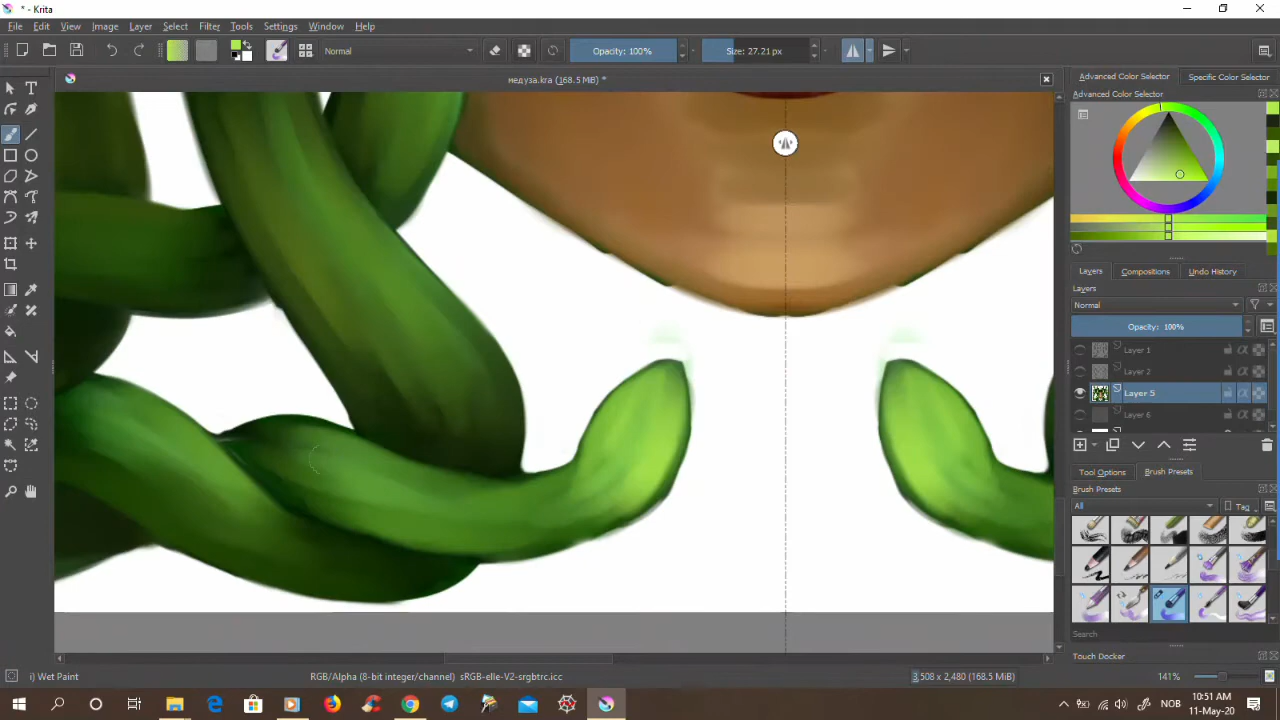 * - Krita
File Edit View Image Layer Select Filter Tools Settings Window Help
Normal
Opacity: 100%
Size: 27.21 px
медуза.kra (168.5 MiB) *
Advanced Color Selector
Specific Color Selector
Advanced Color Selector
Layers
Compositions
Undo History
Layers
Normal
Opacity: 100%
Layer 1
Layer 2
Layer 5
Layer 6
Tool Options
Brush Presets
Brush Presets
All
Tag
Search
Touch Docker
i) Wet Paint
RGB/Alpha (8-bit integer/channel) sRGB-elle-V2-srgbtrc.icc
3,508 x 2,480 (168.5 MiB)
141%
NOB
10:51 AM
11-May-20